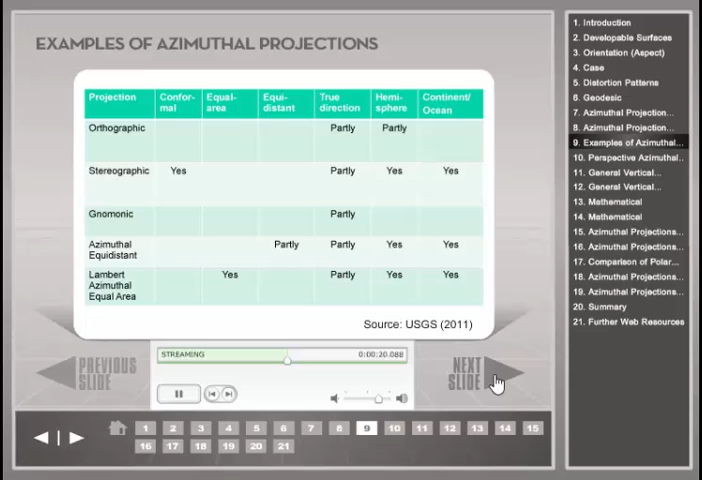 EXAMPLES OF AZIMUTHAL PROJECTIONS
Projection Confor-mal Equal-area Equi-distant True direction Hemi-sphere Continent/Ocean
Orthographic Partly Partly
Stereographic Yes Partly Yes Yes
Gnomonic Partly
Azimuthal Equidistant Partly Partly Yes Yes
Lambert Azimuthal Equal Area Yes Partly Yes Yes
Source: USGS (2011)
STREAMING 0:00:20.088
PREVIOUS SLIDE
NEXT SLIDE
1 2 3 4 5 6 7 8 9 10 11 12 13 14 15
16 17 18 19 20 21
1. Introduction
2. Developable Surfaces
3. Orientation (Aspect)
4. Case
5. Distortion Patterns
6. Geodesic
7. Azimuthal Projection...
8. Azimuthal Projection...
9. Examples of Azimuthal...
10. Perspective Azimuthal..
11. General Vertical...
12. General Vertical...
13. Mathematical
14. Mathematical
15. Azimuthal Projections...
16. Azimuthal Projections...
17. Comparison of Polar...
18. Azimuthal Projections...
19. Azimuthal Projections...
20. Summary
21. Further Web Resources